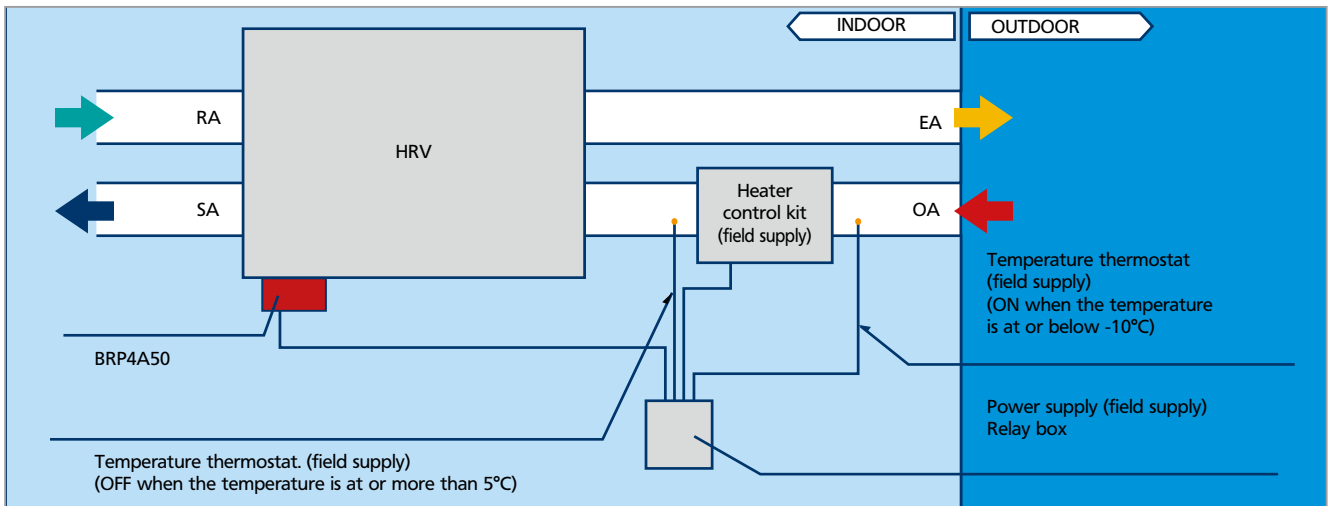 INDOOR
OUTDOOR
RA
HRV
EA
SA
Heater
control kit
(field supply)
OA
Temperature thermostat
(field supply)
(ON when the temperature
is at or below -10°C)
BRP4A50
Power supply (field supply)
Relay box
Temperature thermostat. (field supply)
(OFF when the temperature is at or more than 5°C)